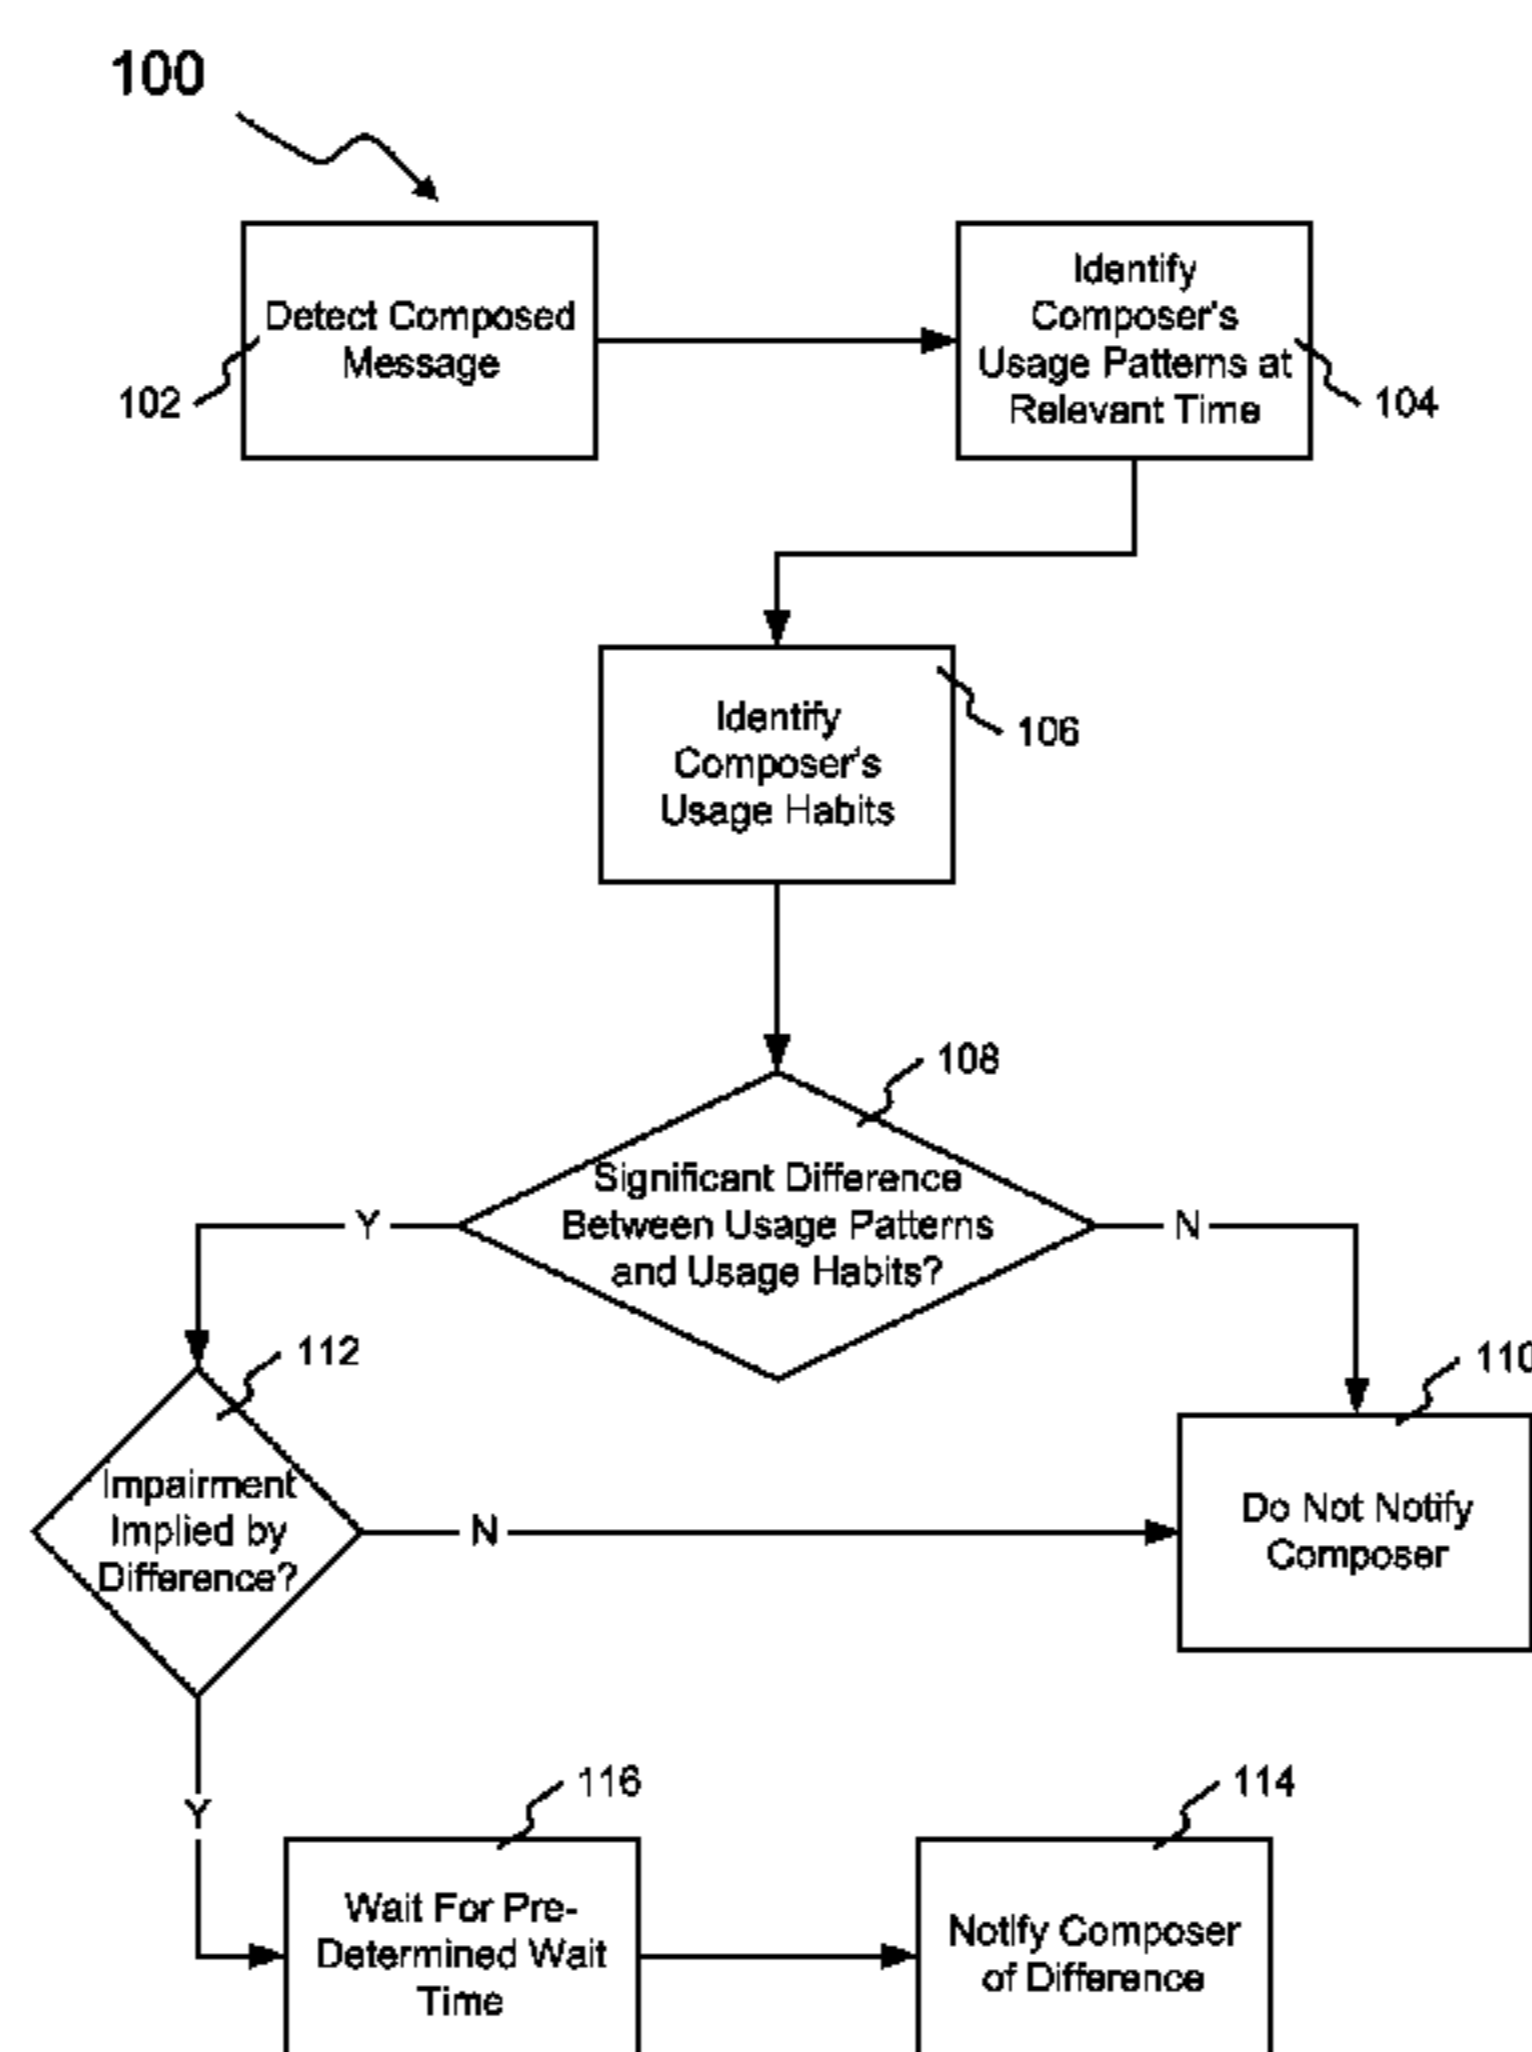 100
Detect Composed
Message
102
Identify
Composer's
Usage Patterns at
Relevant Time
104
Identify
Composer's
Usage Habits
106
108
Significant Difference
Between Usage Patterns
and Usage Habits?
Y
N
112
110
Impairment
Implied by
Difference?
N
Do Not Notify
Composer
Y
116
114
Wait For Pre-
Determined Wait
Time
Notify Composer
of Difference